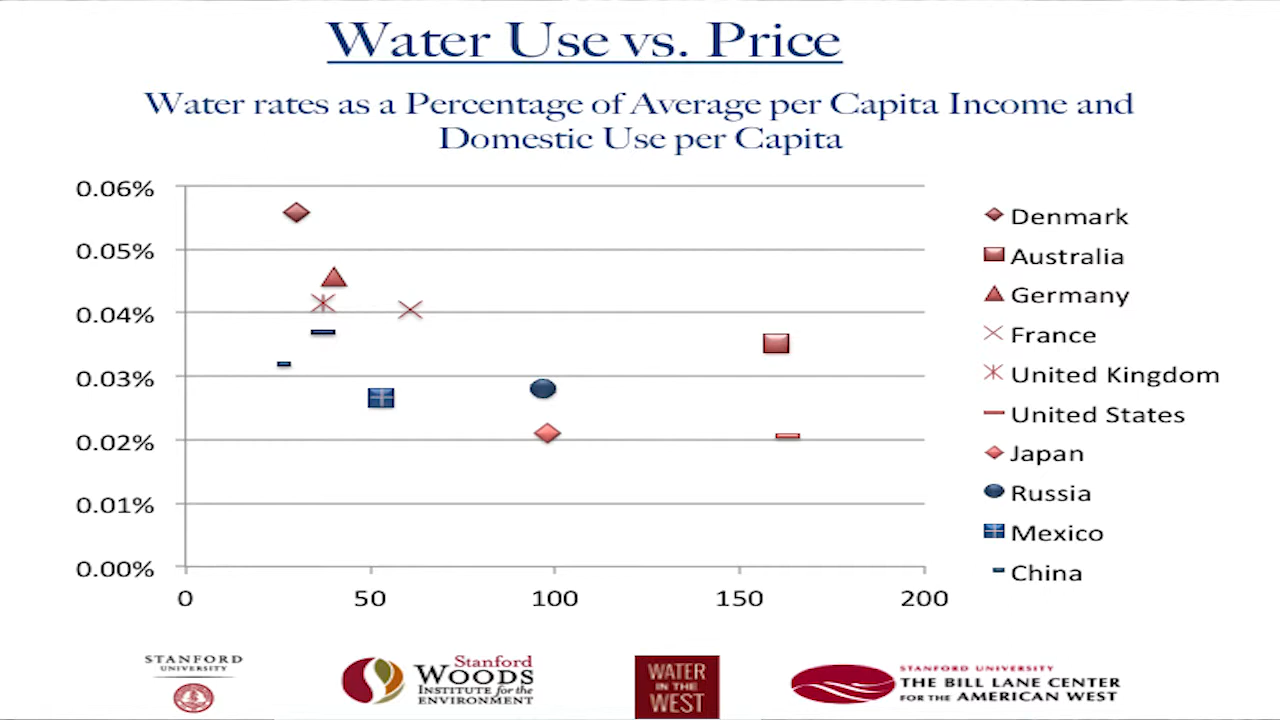 Water Use vs. Price
Water rates as a Percentage of Average per Capita Income and
Domestic Use per Capita
0.06%
0.05%
0.04%
0.03%
0.02%
0.01%
0.00%
0
50
100
150
200
Denmark
Australia
Germany
France
United Kingdom
United States
Japan
Russia
Mexico
China
STANFORD
UNIVERSITY
Stanford
WOODS
INSTITUTE for the
ENVIRONMENT
WATER
IN THE
WEST
STANFORD UNIVERSITY
THE BILL LANE CENTER
FOR THE AMERICAN WEST